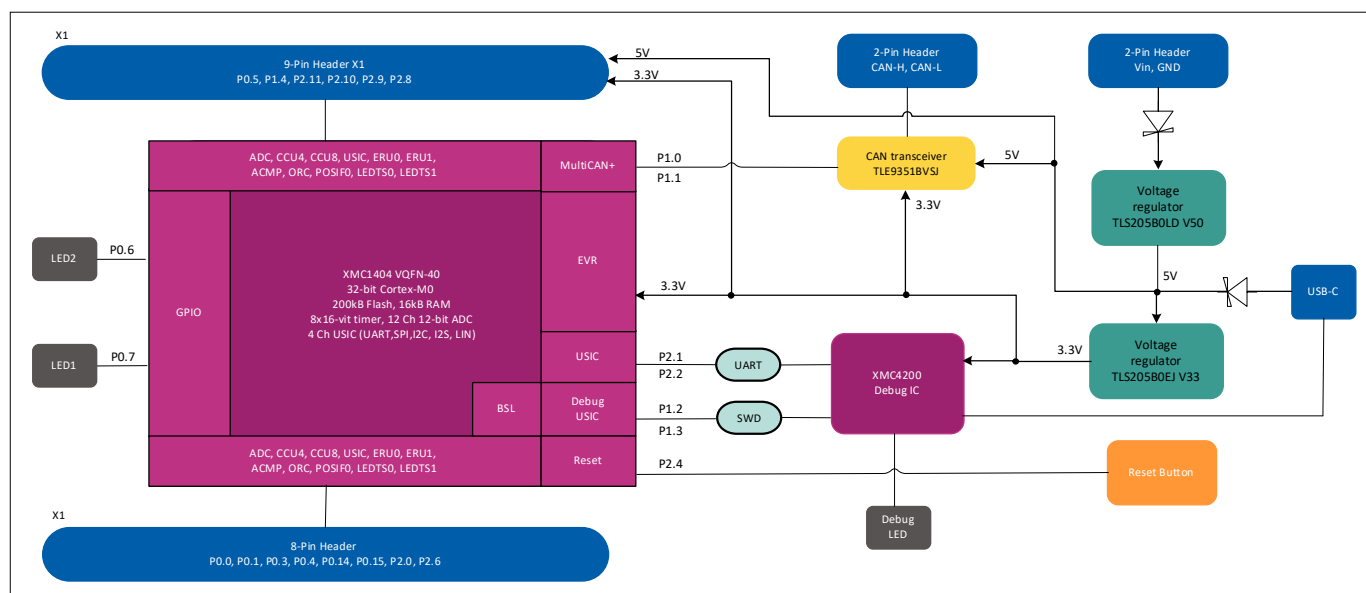 X1
9-Pin Header X1
P0.5, P1.4, P2.11, P2.10, P2.9, P2.8
5V
3.3V
2-Pin Header
CAN-H, CAN-L
2-Pin Header
Vin, GND
ADC, CCU4, CCU8, USIC, ERU0, ERU1,
ACMP, ORC, POSIF0, LEDTS0, LEDTS1
MultiCAN+
P1.0
P1.1
CAN transceiver
TLE9351BVSJ
5V
3.3V
Voltage
regulator
TLS205B0LD V50
LED2
P0.6
GPIO
XMC1404 VQFN-40
32-bit Cortex-M0
200kB Flash, 16kB RAM
8x16-vit timer, 12 Ch 12-bit ADC
4 Ch USIC (UART,SPI,I2C, I2S, LIN)
EVR
3.3V
5V
USB-C
LED1
P0.7
USIC
P2.1
P2.2
UART
XMC4200
Debug IC
3.3V
Voltage
regulator
TLS205B0EJ V33
BSL
Debug
USIC
P1.2
P1.3
SWD
ADC, CCU4, CCU8, USIC, ERU0, ERU1,
ACMP, ORC, POSIF0, LEDTS0, LEDTS1
Reset
P2.4
Reset Button
X1
8-Pin Header
P0.0, P0.1, P0.3, P0.4, P0.14, P0.15, P2.0, P2.6
Debug
LED